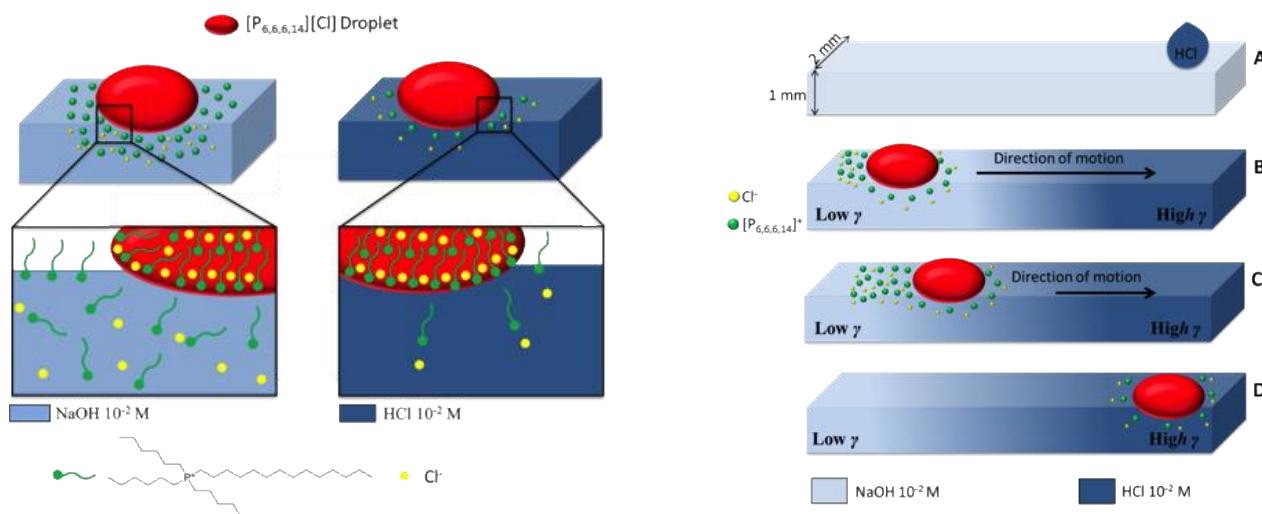 [P6,6,6,14][Cl] Droplet
NaOH 10-2 M
HCl 10-2 M
P+
Cl-
2 mm
HCl
A
1 mm
Direction of motion
B
Cl-
[P6,6,6,14]+
Low γ
High γ
Direction of motion
C
Low γ
High γ
D
Low γ
High γ
NaOH 10-2 M
HCl 10-2 M